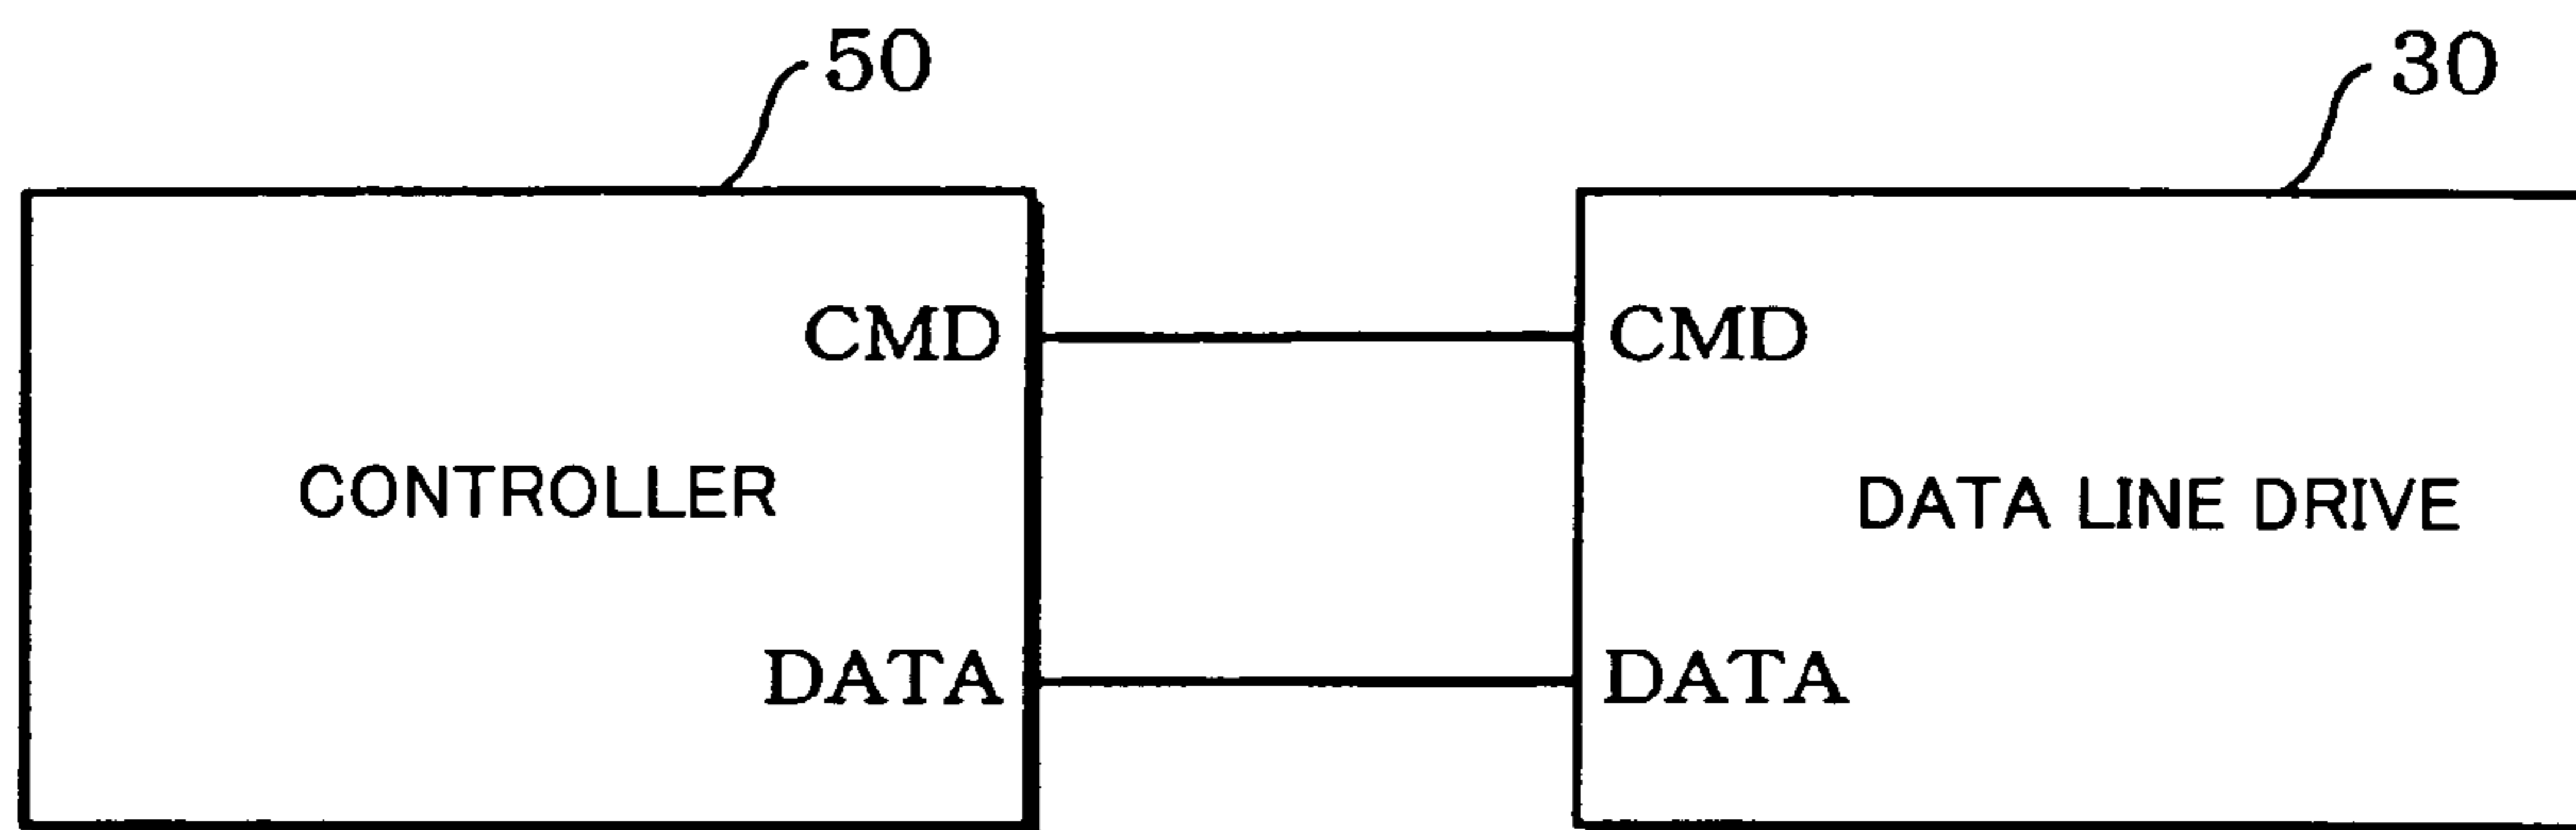 50
30
CMD
CMD
CONTROLLER
DATA LINE DRIVE
DATA
DATA